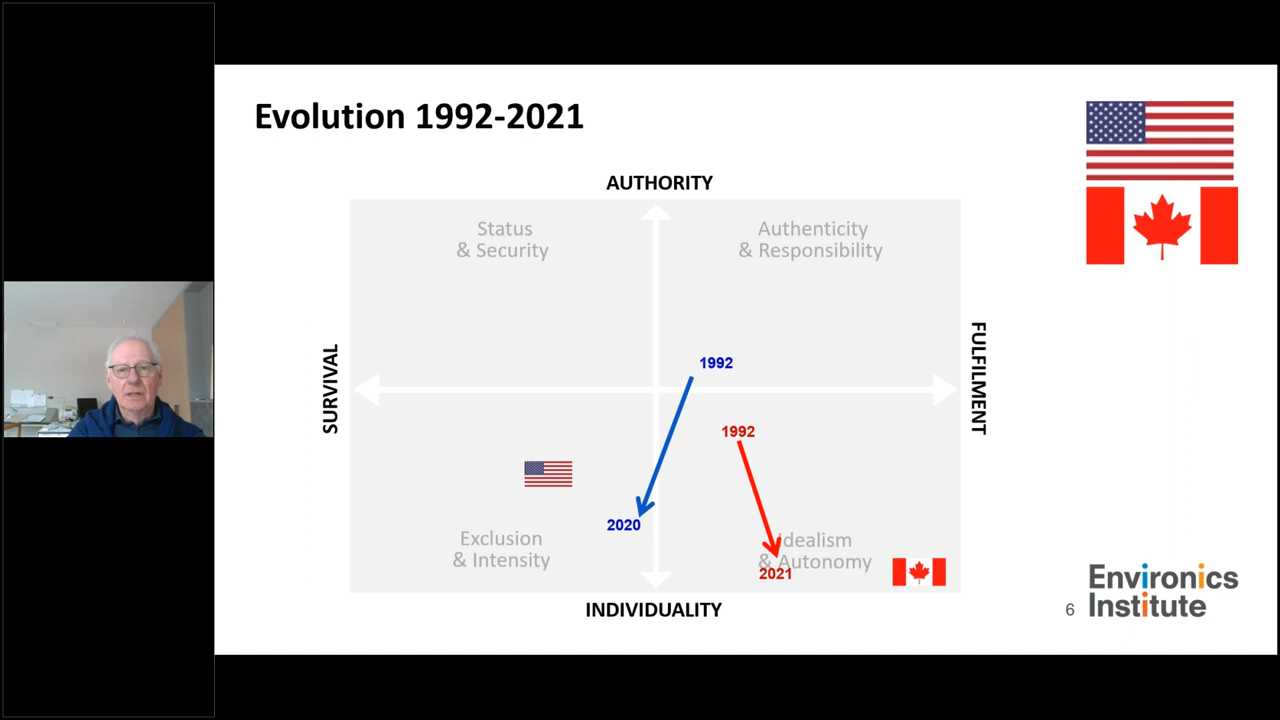 Evolution 1992-2021
AUTHORITY
Status
& Security
Authenticity
& Responsibility
SURVIVAL
FULFILMENT
1992
1992
2020
Exclusion
& Intensity
Idealism
& Autonomy
2021
INDIVIDUALITY
6
Environics
Institute